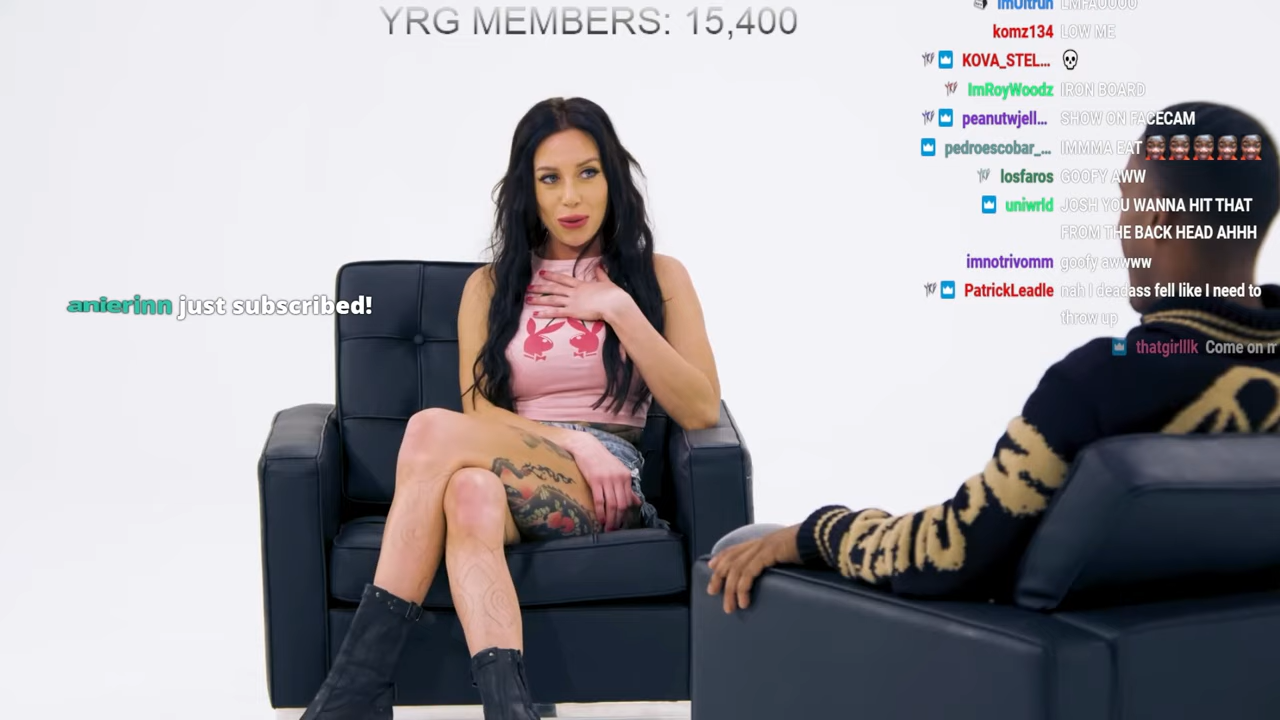 YRG MEMBERS: 15,400
imUltrun LMFAOOOO
komz134 LOW ME
KOVA_STEL...
ImRoyWoodz IRON BOARD
peanutwjell... SHOW ON FACECAM
pedroescobar_... IMMMA EAT
losfaros GOOFY AWW
uniwrld JOSH YOU WANNA HIT THAT
FROM THE BACK HEAD AHHH
imnotrivomm goofy awwww
PatrickLeadle nah I deadass fell like I need to
throw up
thatgirlllk Come on
anierinn just subscribed!